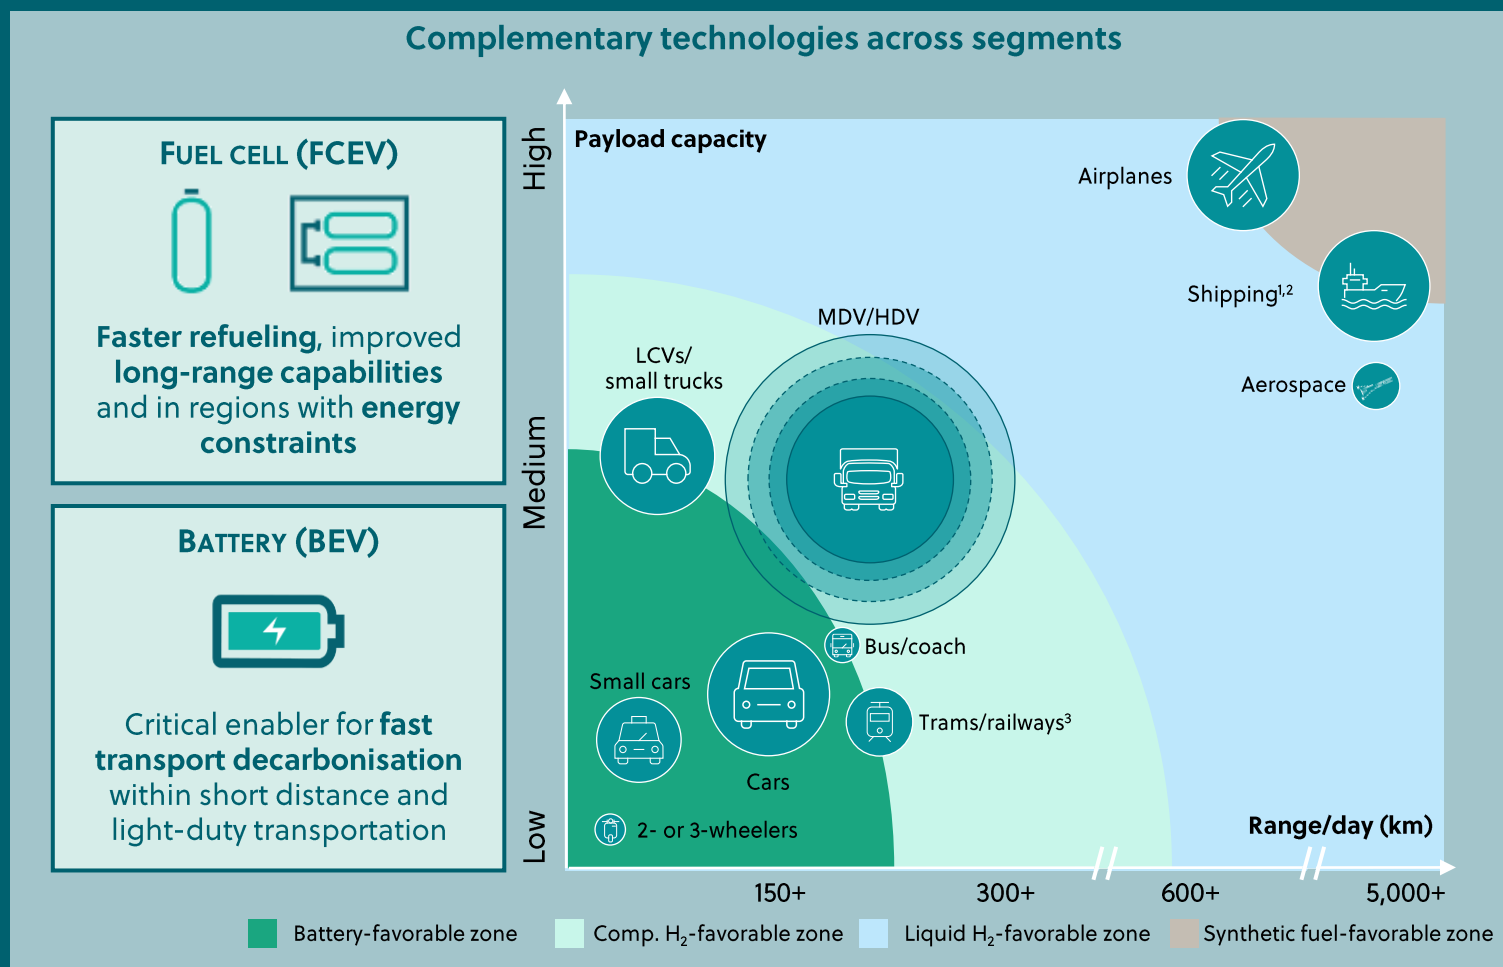 Complementary technologies across segments
FUEL CELL (FCEV)
Faster refueling, improved
long-range capabilities
and in regions with energy
constraints
BATTERY (BEV)
Critical enabler for fast
transport decarbonisation
within short distance and
light-duty transportation
High
Medium
Low
Payload capacity
Airplanes
Shipping¹,²
Aerospace
MDV/HDV
LCVs/
small trucks
Bus/coach
Small cars
Trams/railways³
Cars
2- or 3-wheelers
Range/day (km)
150+
300+
600+
5,000+
Battery-favorable zone
Comp. H₂-favorable zone
Liquid H₂-favorable zone
Synthetic fuel-favorable zone